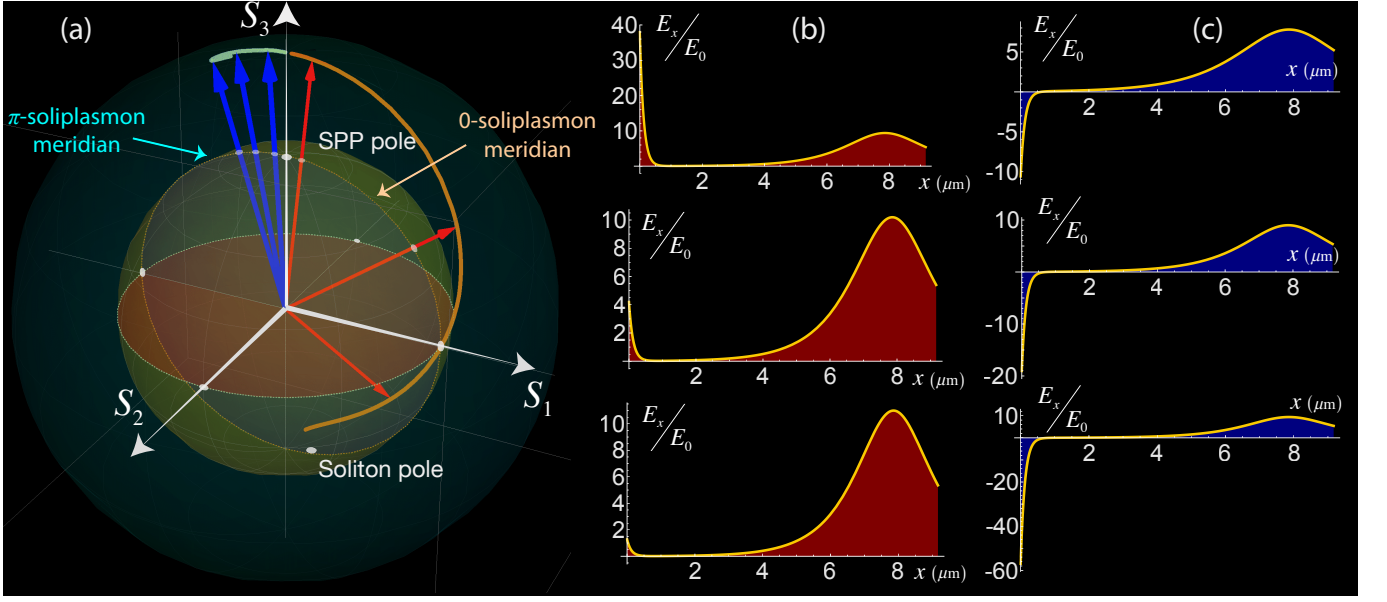 (a)
S3
π-soliplasmon
meridian
0-soliplasmon
meridian
SPP pole
S1
S2
Soliton pole
(b)
Ex/E0
40
30
20
10
2 4 6 8
x (μm)
Ex/E0
10
8
6
4
2
2 4 6 8
x (μm)
Ex/E0
10
8
6
4
2
2 4 6 8 x (μm)
(c)
Ex/E0
5
-5
-10
x (μm)
2 4 6 8
Ex/E0
10
-10
-20
x (μm)
2 4 6 8
Ex/E0
10
-20
-40
-60
x (μm)
2 4 6 8